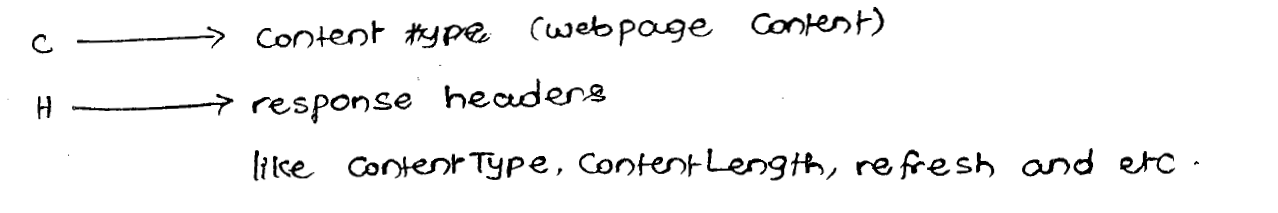 C ⟶ Content type (webpage Content)
H ⟶ response headers
like ContentType, ContentLength, refresh and etc.